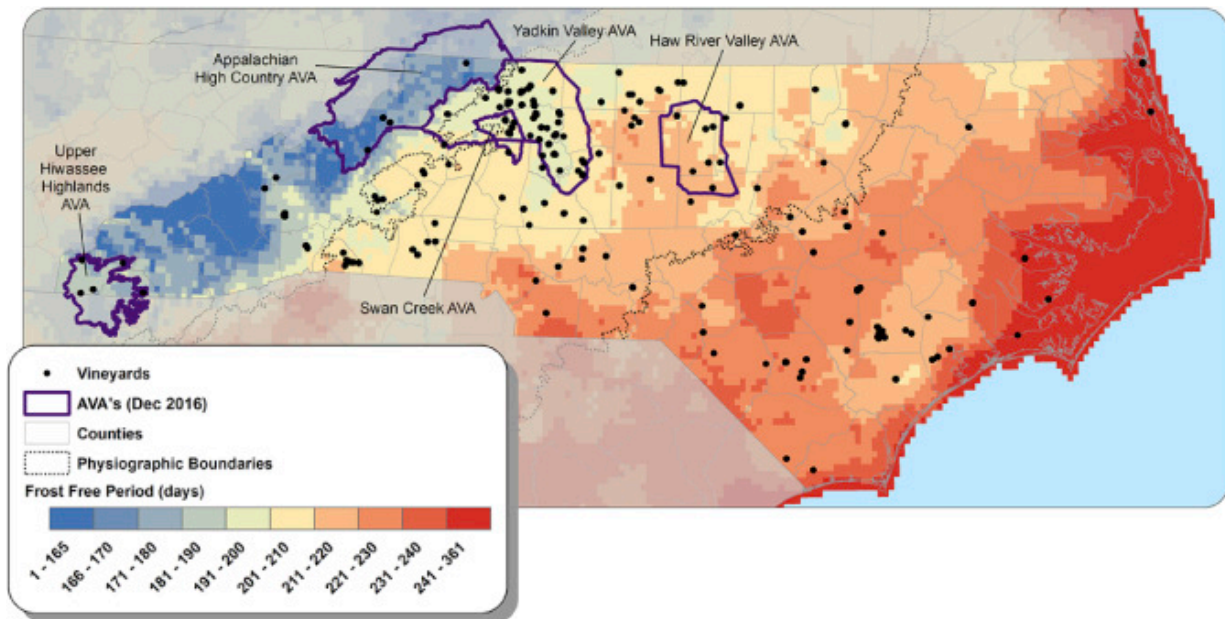 Yadkin Valley AVA
Haw River Valley AVA
Appalachian
High Country AVA
Upper
Hiwassee
Highlands
AVA
Swan Creek AVA
Vineyards
AVA's (Dec 2016)
Counties
Physiographic Boundaries
Frost Free Period (days)
1 - 165
166 - 170
171 - 180
181 - 190
191 - 200
201 - 210
211 - 220
221 - 230
231 - 240
241 - 361